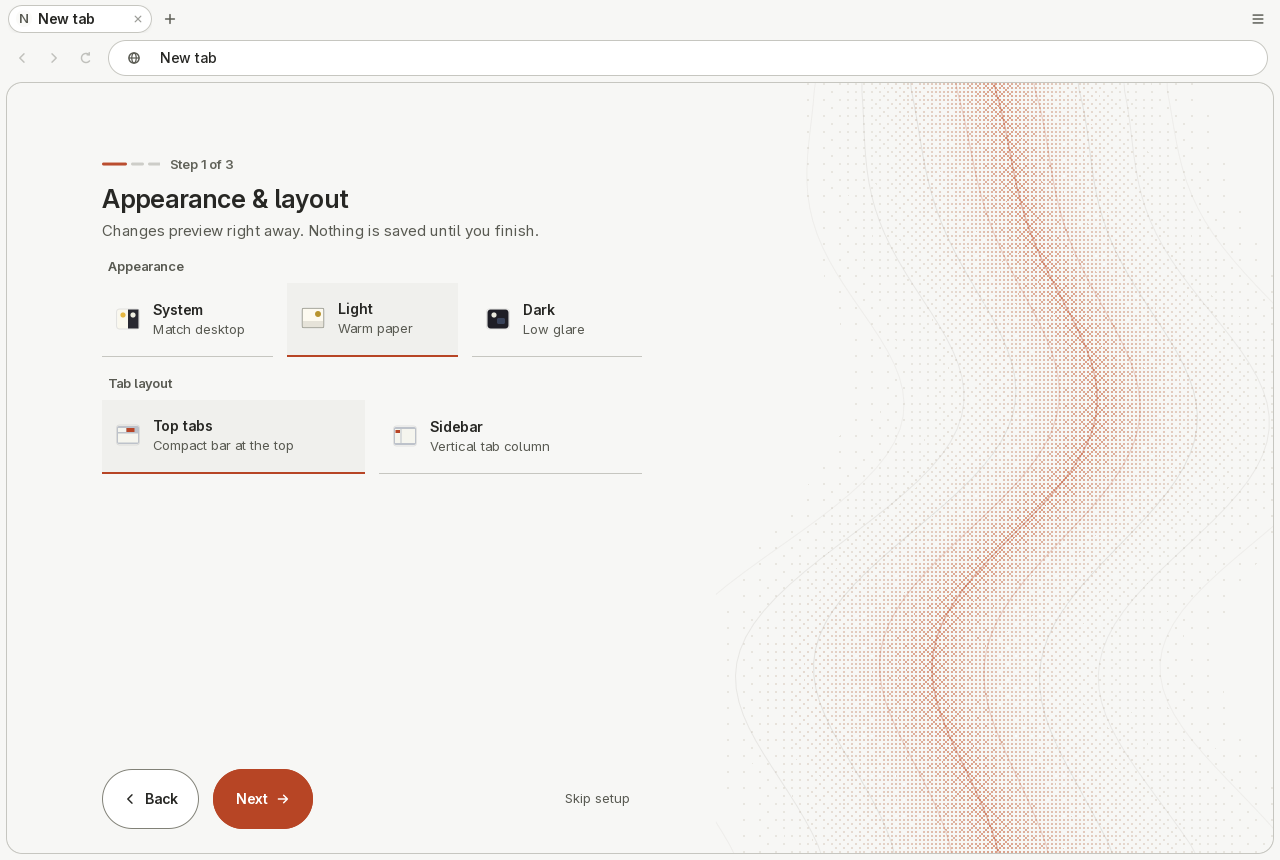 N New tab
New tab
Step 1 of 3
Appearance & layout
Changes preview right away. Nothing is saved until you finish.
Appearance
System
Match desktop
Light
Warm paper
Dark
Low glare
Tab layout
Top tabs
Compact bar at the top
Sidebar
Vertical tab column
Back
Next
Skip setup